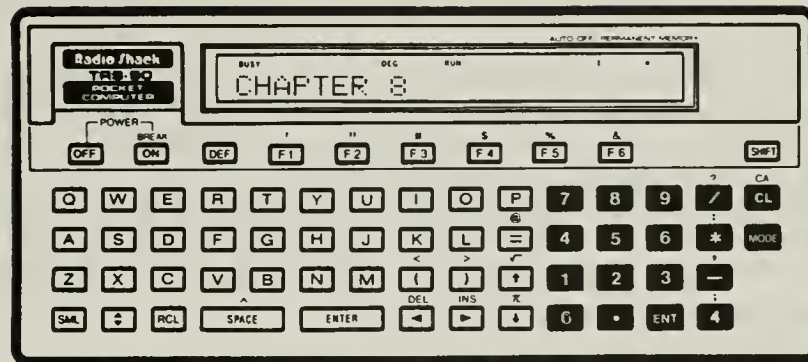 AUTO OFF PERMANENT MEMORY
Radio Shack
TRS-80
POCKET
COMPUTER
BUSY DEG RUN I
CHAPTER 8
POWER
BREAK
! " # $ % &
OFF ON DEF F1 F2 F3 F4 F5 F6 SHIFT
? CA
Q W E R T Y U I O P 7 8 9 / CL
@ :
A S D F G H J K L = 4 5 6 * MODE
< > √ ,
Z X C V B N M ( ) ↑ 1 2 3 —
^ DEL INS π ;
SML RCL SPACE ENTER ◄ ► ↓ 0 • ENT